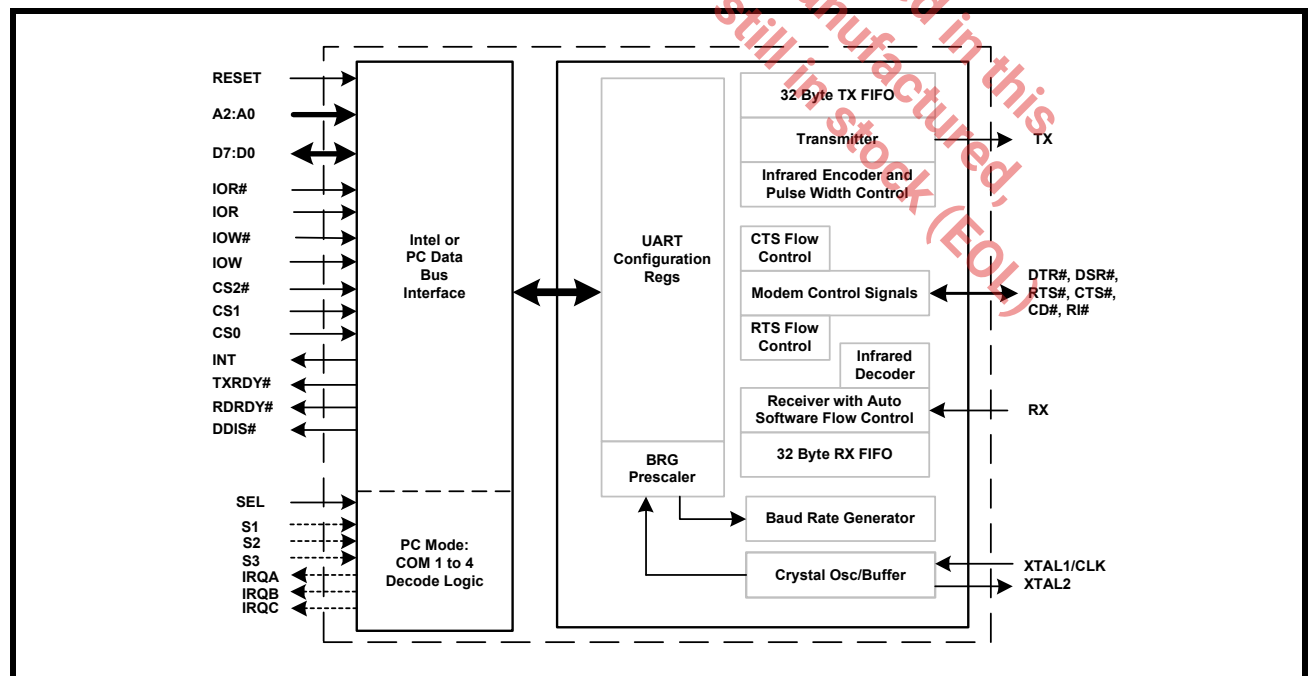 RESET
A2:A0
D7:D0
IOR#
IOR
IOW#
IOW
CS2#
CS1
CS0
INT
TXRDY#
RDRDY#
DDIS#
SEL
S1
S2
S3
IRQA
IRQB
IRQC
Intel or
PC Data
Bus
Interface
PC Mode:
COM 1 to 4
Decode Logic
UART
Configuration
Regs
BRG
Prescaler
32 Byte TX FIFO
Transmitter
Infrared Encoder and
Pulse Width Control
CTS Flow
Control
Modem Control Signals
RTS Flow
Control
Infrared
Decoder
Receiver with Auto
Software Flow Control
32 Byte RX FIFO
Baud Rate Generator
Crystal Osc/Buffer
TX
DTR#, DSR#,
RTS#, CTS#,
CD#, RI#
RX
XTAL1/CLK
XTAL2
in this
still in stock (EOL)